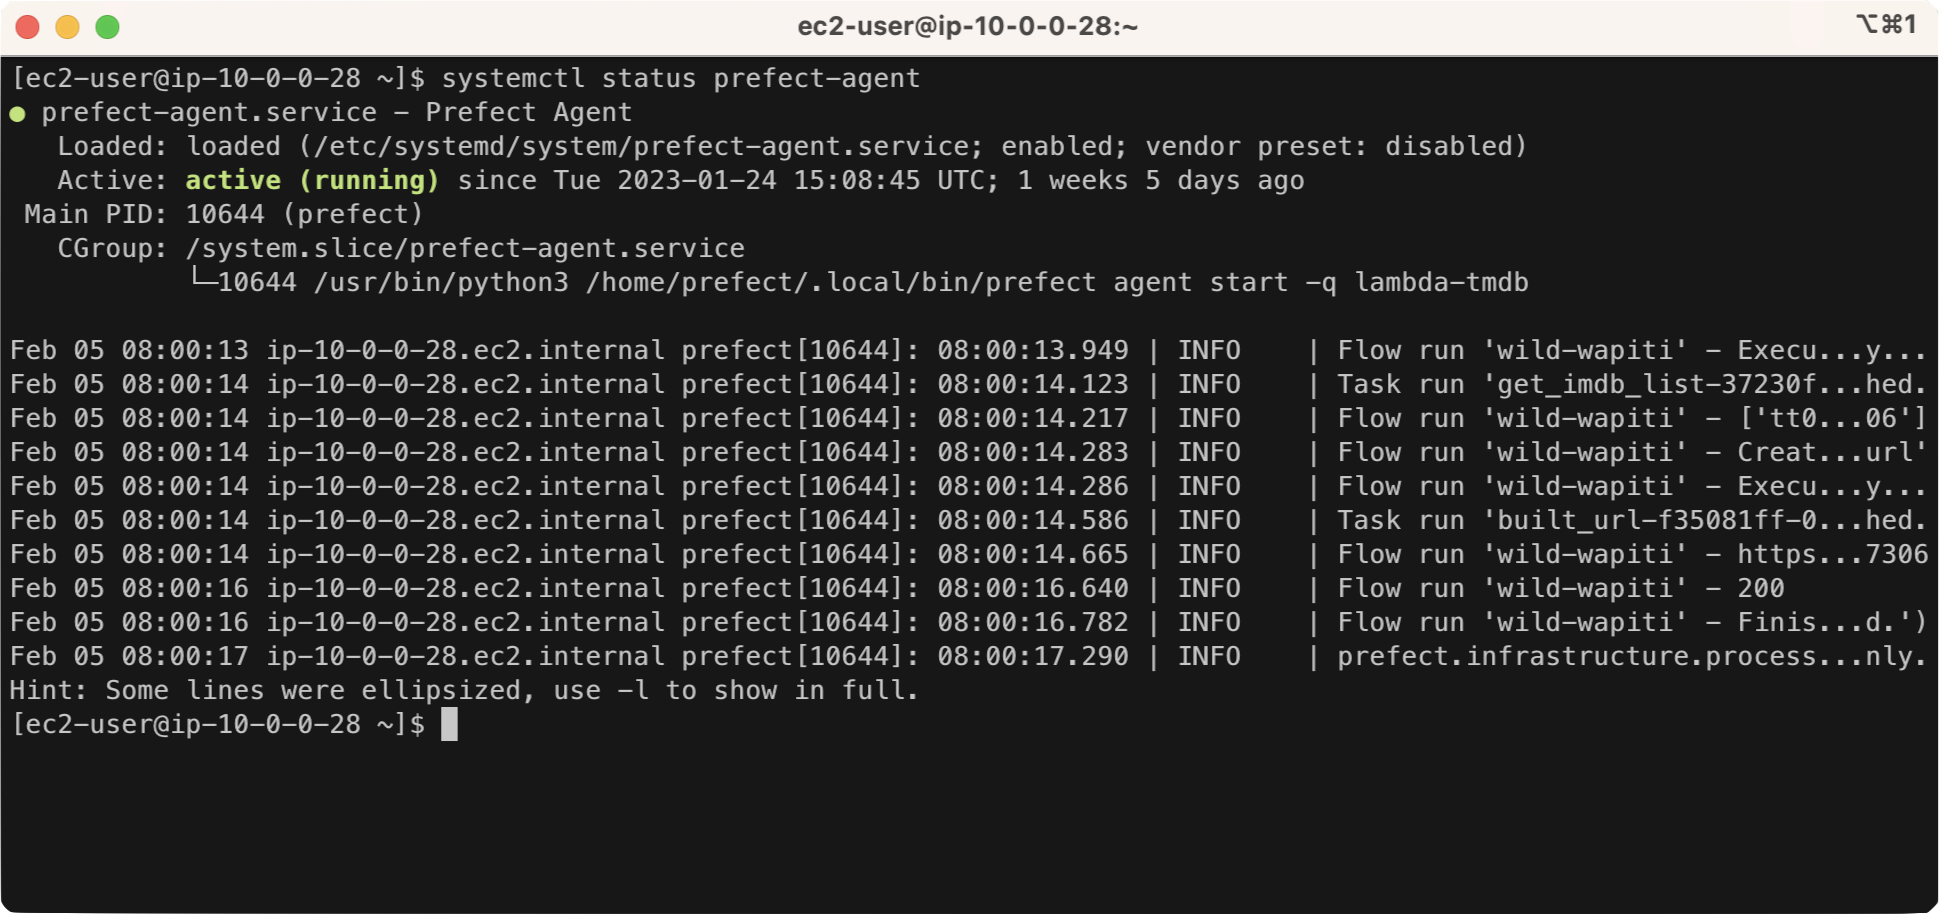 ec2-user@ip-10-0-0-28:~
⌥⌘1
[ec2-user@ip-10-0-0-28 ~]$ systemctl status prefect-agent
● prefect-agent.service - Prefect Agent
   Loaded: loaded (/etc/systemd/system/prefect-agent.service; enabled; vendor preset: disabled)
   Active: active (running) since Tue 2023-01-24 15:08:45 UTC; 1 weeks 5 days ago
 Main PID: 10644 (prefect)
   CGroup: /system.slice/prefect-agent.service
           └─10644 /usr/bin/python3 /home/prefect/.local/bin/prefect agent start -q lambda-tmdb

Feb 05 08:00:13 ip-10-0-0-28.ec2.internal prefect[10644]: 08:00:13.949 | INFO    | Flow run 'wild-wapiti' - Execu...y...
Feb 05 08:00:14 ip-10-0-0-28.ec2.internal prefect[10644]: 08:00:14.123 | INFO    | Task run 'get_imdb_list-37230f...hed.
Feb 05 08:00:14 ip-10-0-0-28.ec2.internal prefect[10644]: 08:00:14.217 | INFO    | Flow run 'wild-wapiti' - ['tt0...06']
Feb 05 08:00:14 ip-10-0-0-28.ec2.internal prefect[10644]: 08:00:14.283 | INFO    | Flow run 'wild-wapiti' - Creat...url'
Feb 05 08:00:14 ip-10-0-0-28.ec2.internal prefect[10644]: 08:00:14.286 | INFO    | Flow run 'wild-wapiti' - Execu...y...
Feb 05 08:00:14 ip-10-0-0-28.ec2.internal prefect[10644]: 08:00:14.586 | INFO    | Task run 'built_url-f35081ff-0...hed.
Feb 05 08:00:14 ip-10-0-0-28.ec2.internal prefect[10644]: 08:00:14.665 | INFO    | Flow run 'wild-wapiti' - https...7306
Feb 05 08:00:16 ip-10-0-0-28.ec2.internal prefect[10644]: 08:00:16.640 | INFO    | Flow run 'wild-wapiti' - 200
Feb 05 08:00:16 ip-10-0-0-28.ec2.internal prefect[10644]: 08:00:16.782 | INFO    | Flow run 'wild-wapiti' - Finis...d.')
Feb 05 08:00:17 ip-10-0-0-28.ec2.internal prefect[10644]: 08:00:17.290 | INFO    | prefect.infrastructure.process...nly.
Hint: Some lines were ellipsized, use -l to show in full.
[ec2-user@ip-10-0-0-28 ~]$